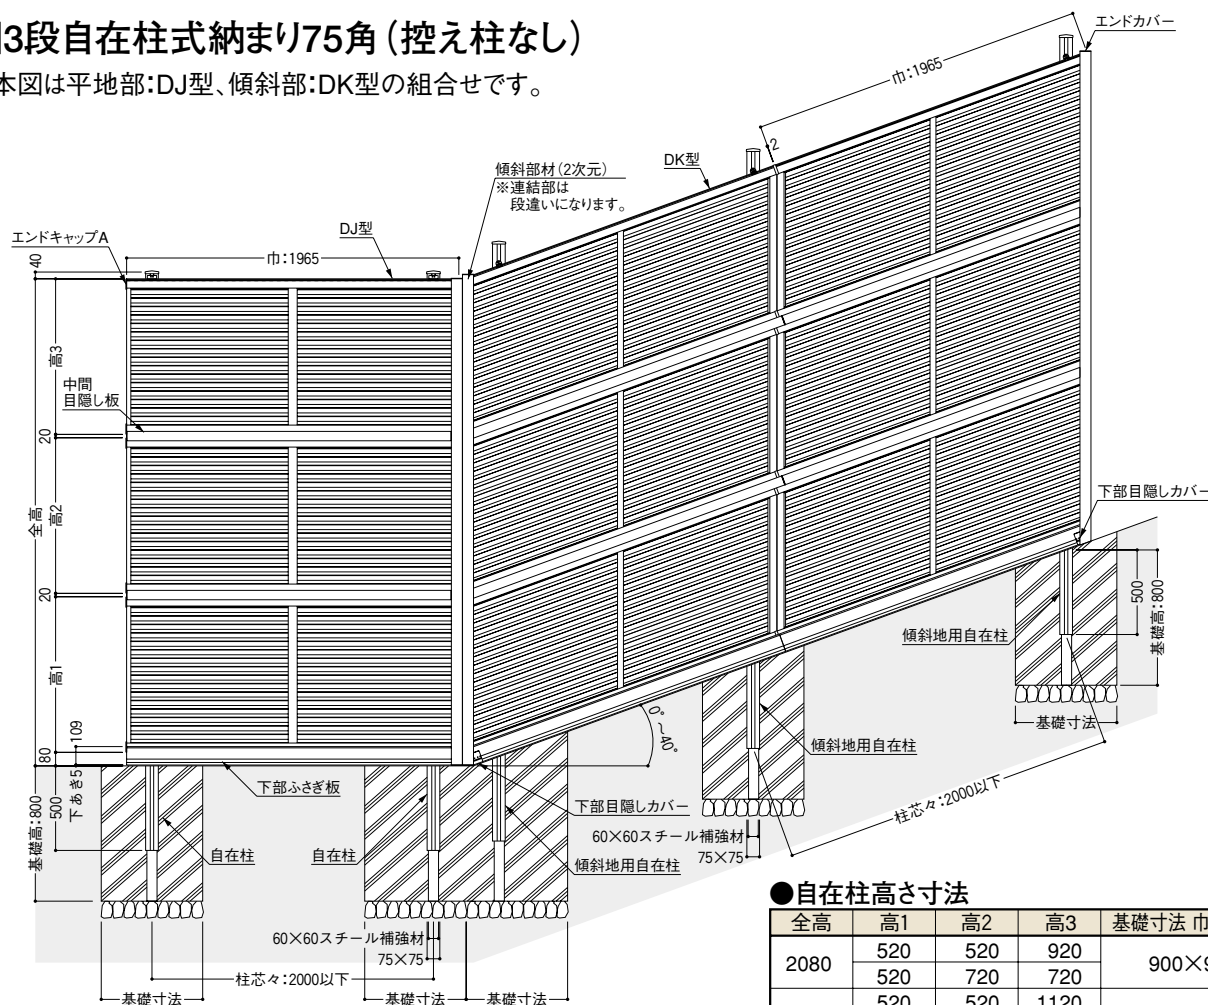 3段自在柱式納まり75角（控え柱なし）
本図は平地部：DJ型、傾斜部：DK型の組合せです。
エンドカバー
巾：1965
2
DK型
傾斜部材（2次元）
※連結部は
段違いになります。
エンドキャップA
DJ型
巾：1965
40
高3
中間
目隠し板
20
全高
高2
20
高1
109
80
下あき5
500
基礎高：800
下部ふさぎ板
自在柱
自在柱
0°～40°
下部目隠しカバー
60×60スチール補強材
75×75
傾斜地用自在柱
傾斜地用自在柱
下部目隠しカバー
500
基礎高：800
傾斜地用自在柱
基礎寸法
柱芯々：2000以下
60×60スチール補強材
75×75
柱芯々：2000以下
基礎寸法
基礎寸法
基礎寸法
●自在柱高さ寸法
全高 高1 高2 高3 基礎寸法 巾
2080 520 520 920 900×9
520 720 720
520 520 1120